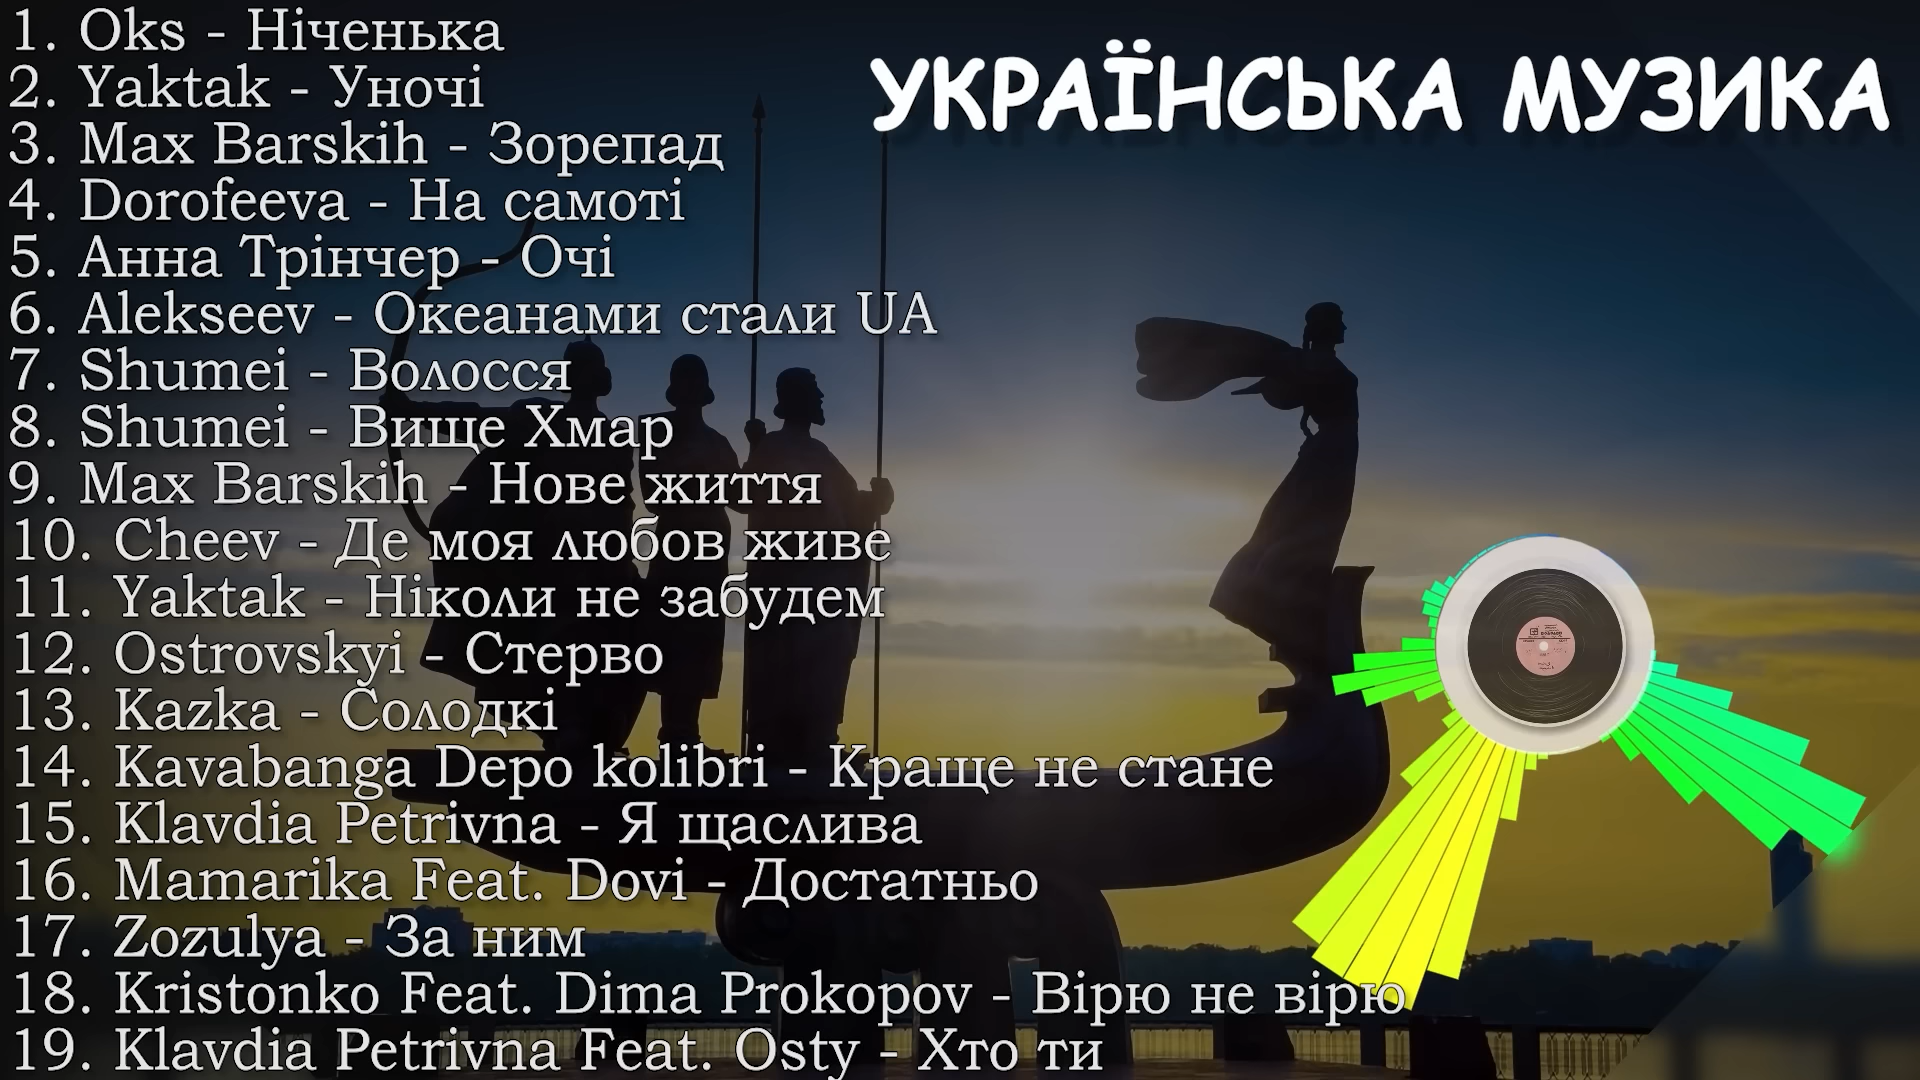 1. Oks - Ніченька
2. Yaktak - Уночі
3. Max Barskih - Зорепад
4. Dorofeeva - На самоті
5. Анна Трінчер - Очі
6. Alekseev - Океанами стали UA
7. Shumei - Волосся
8. Shumei - Вище Хмар
9. Max Barskih - Нове життя
10. Cheev - Де моя любов живе
11. Yaktak - Ніколи не забудем
12. Ostrovskyi - Стерво
13. Kazka - Солодкі
14. Kavabanga Depo kolibri - Краще не стане
15. Klavdia Petrivna - Я щаслива
16. Mamarika Feat. Dovi - Достатньо
17. Zozulya - За ним
18. Kristonko Feat. Dima Prokopov - Вірю не вірю
19. Klavdia Petrivna Feat. Osty - Хто ти
УКРАЇНСЬКА МУЗИКА